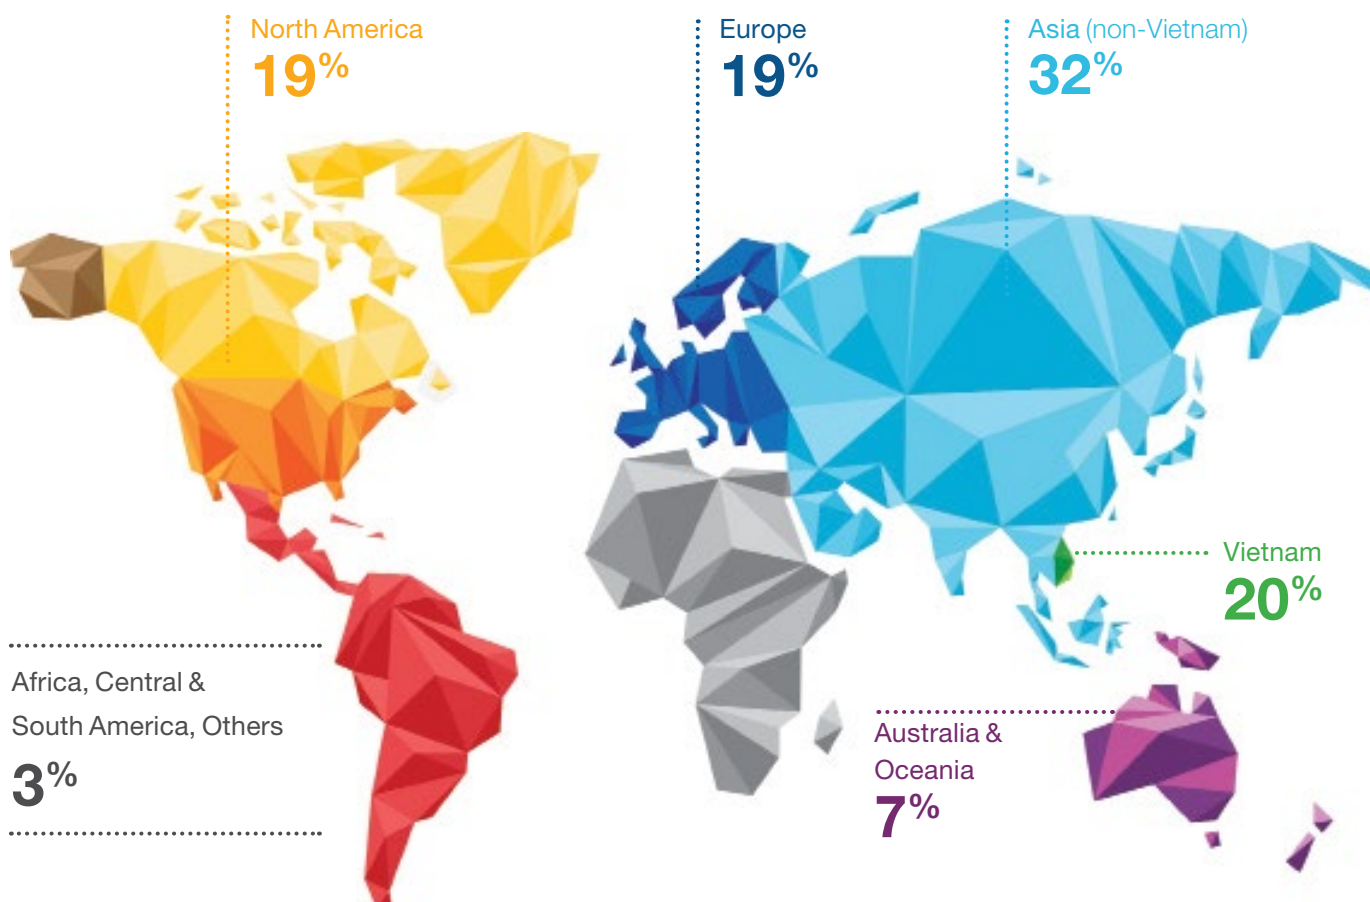 North America
19%
Europe
19%
Asia (non-Vietnam)
32%
Vietnam
20%
Africa, Central &
South America, Others
3%
Australia &
Oceania
7%